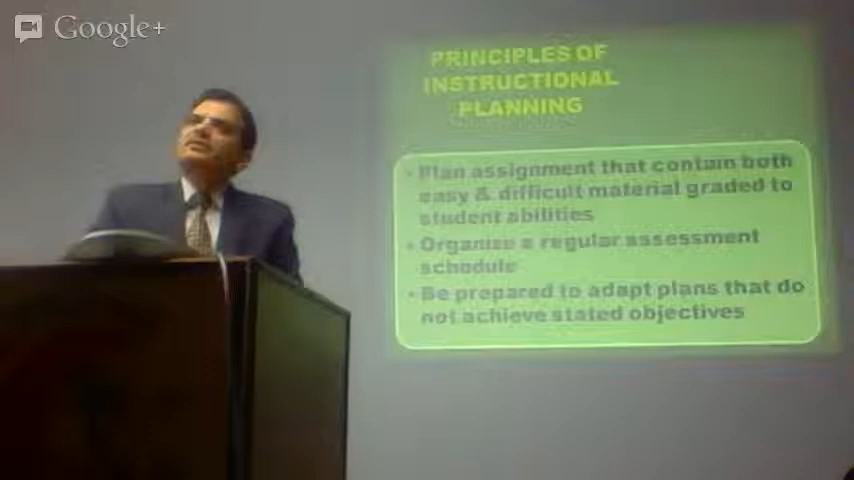 Google+
PRINCIPLES OF
INSTRUCTIONAL
PLANNING
• Plan assignment that contain both
easy & difficult material graded to
student abilities
• Organise a regular assessment
schedule
• Be prepared to adapt plans that do
not achieve stated objectives